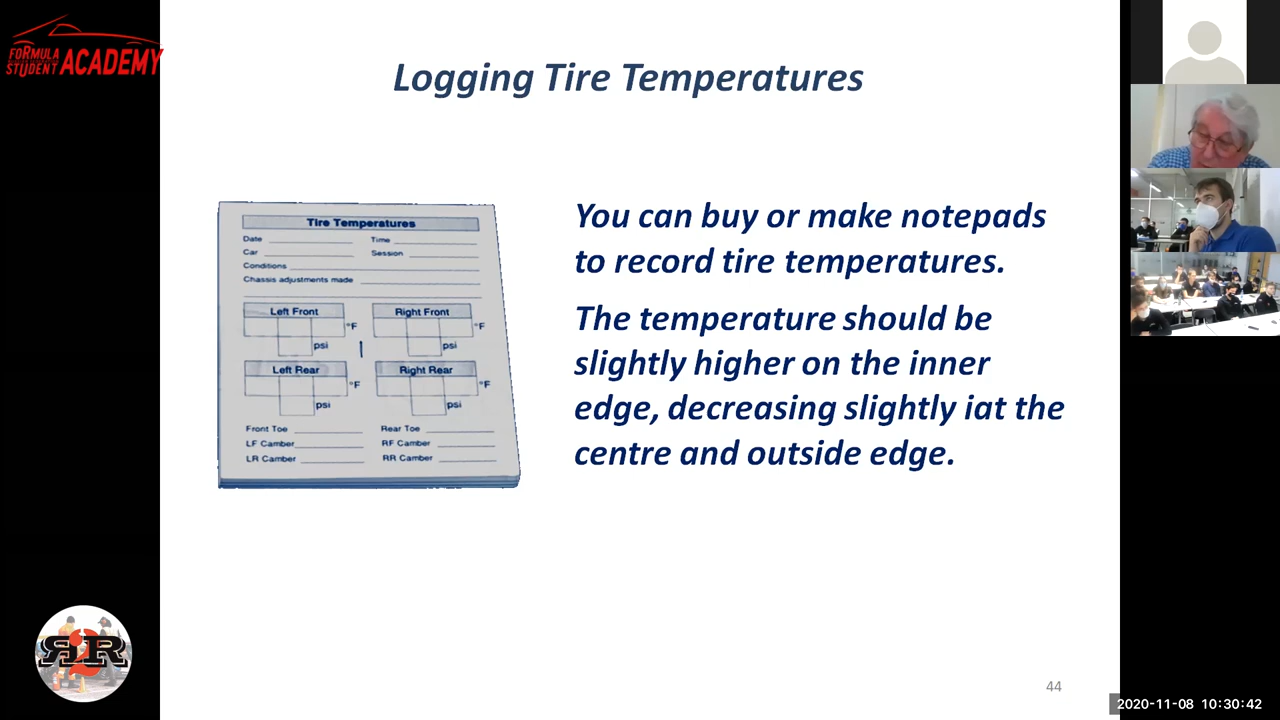 FORMULA
STUDENT ACADEMY
Logging Tire Temperatures
Tire Temperatures
Date Time
Car Session
Conditions
Chassis adjustments made
Left Front Right Front
°F °F
psi psi
Left Rear Right Rear
°F °F
psi psi
Front Toe Rear Toe
LF Camber RF Camber
LR Camber RR Camber
You can buy or make notepads
to record tire temperatures.
The temperature should be
slightly higher on the inner
edge, decreasing slightly iat the
centre and outside edge.
R2R
44
2020-11-08 10:30:42